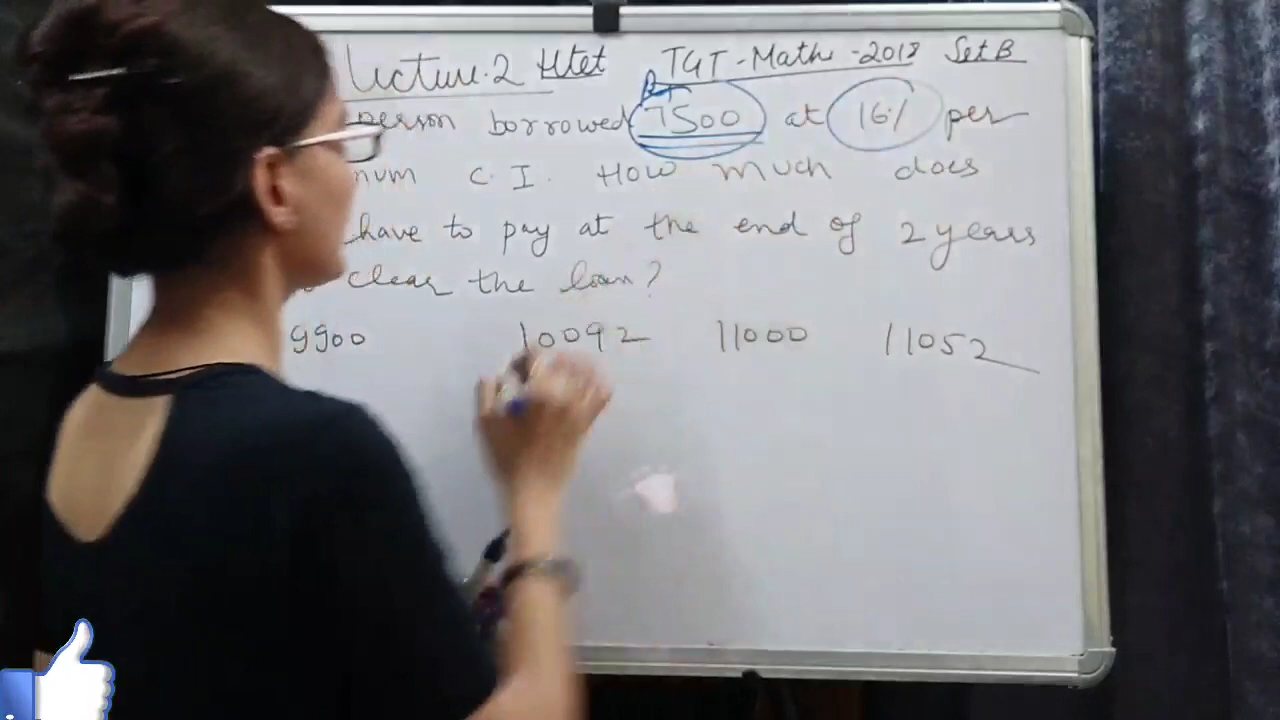 Lecture.2 Htet TGT-Math-2018 Set B
person borrowed 7500 at 16% per
num C.I. How much does
have to pay at the end of 2 years
clear the loan?
9900 10092 11000 11052